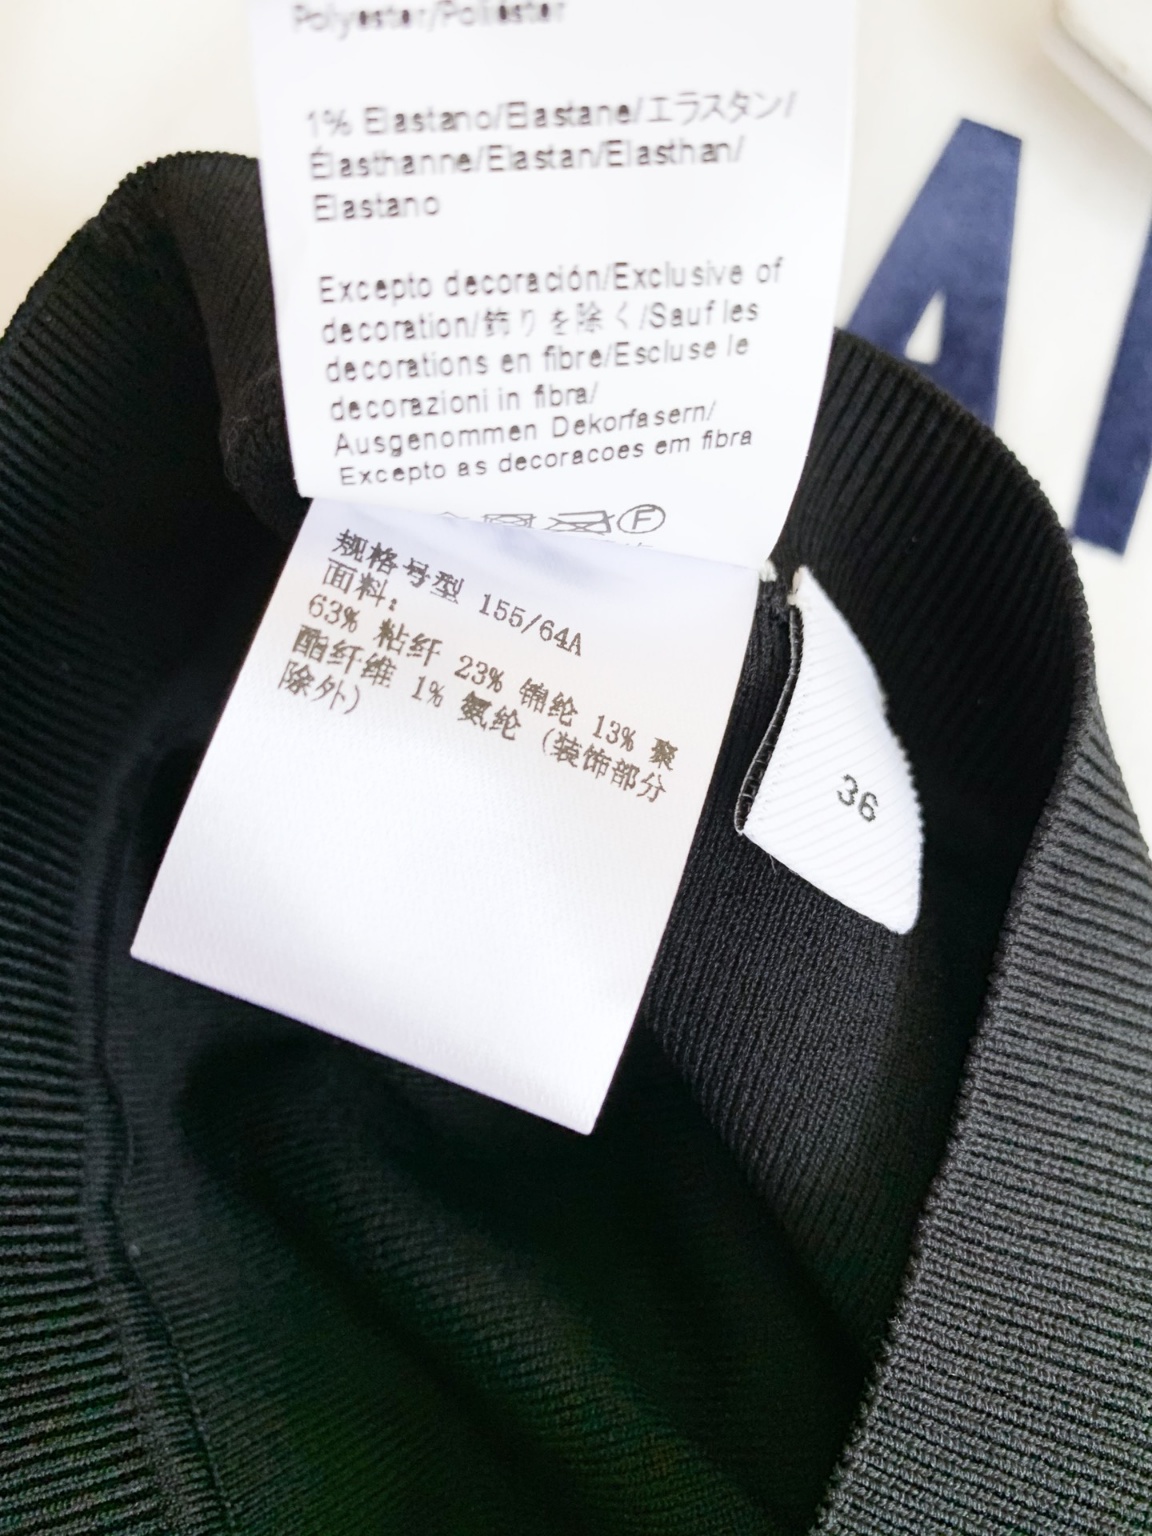 Polyester/Poliéster
1% Elastano/Elastane/エラスタン/
Élasthanne/Elastan/Elasthan/
Elastano
Excepto decoración/Exclusive of
decoration/飾りを除く/Sauf les
decorations en fibre/Escluse le
decorazioni in fibra/
Ausgenommen Dekorfasern/
Excepto as decoracoes em fibra
F
规格号型 155/64A
面料:
63% 粘纤 23% 锦纶 13% 聚
酯纤维 1% 氨纶 (装饰部分
除外)
36
A